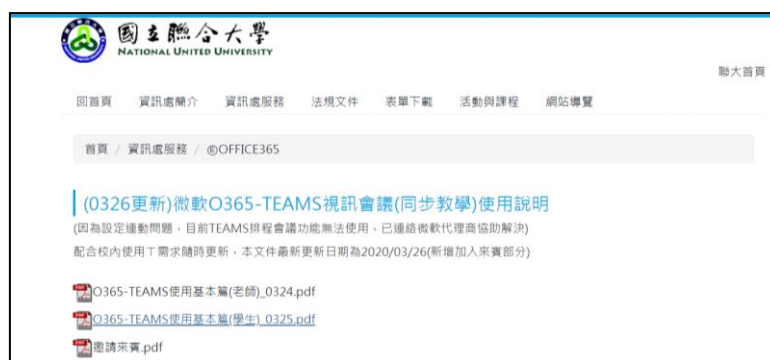 國立聯合大學
NATIONAL UNITED UNIVERSITY
聯大首頁
回首頁 資訊處簡介 資訊處服務 法規文件 表單下載 活動與課程 網站導覽
首頁 / 資訊處服務 / ⓑOFFICE365
(0326更新)微軟O365-TEAMS視訊會議(同步教學)使用說明
(因為設定連動問題，目前TEAMS排程會議功能無法使用，已連絡微軟代理商協助解決)
配合校內使用丅需求隨時更新，本文件最新更新日期為2020/03/26(新增加入來賓部分)
O365-TEAMS使用基本篇(老師)_0324.pdf
O365-TEAMS使用基本篇(學生)_0325.pdf
邀請來賓.pdf